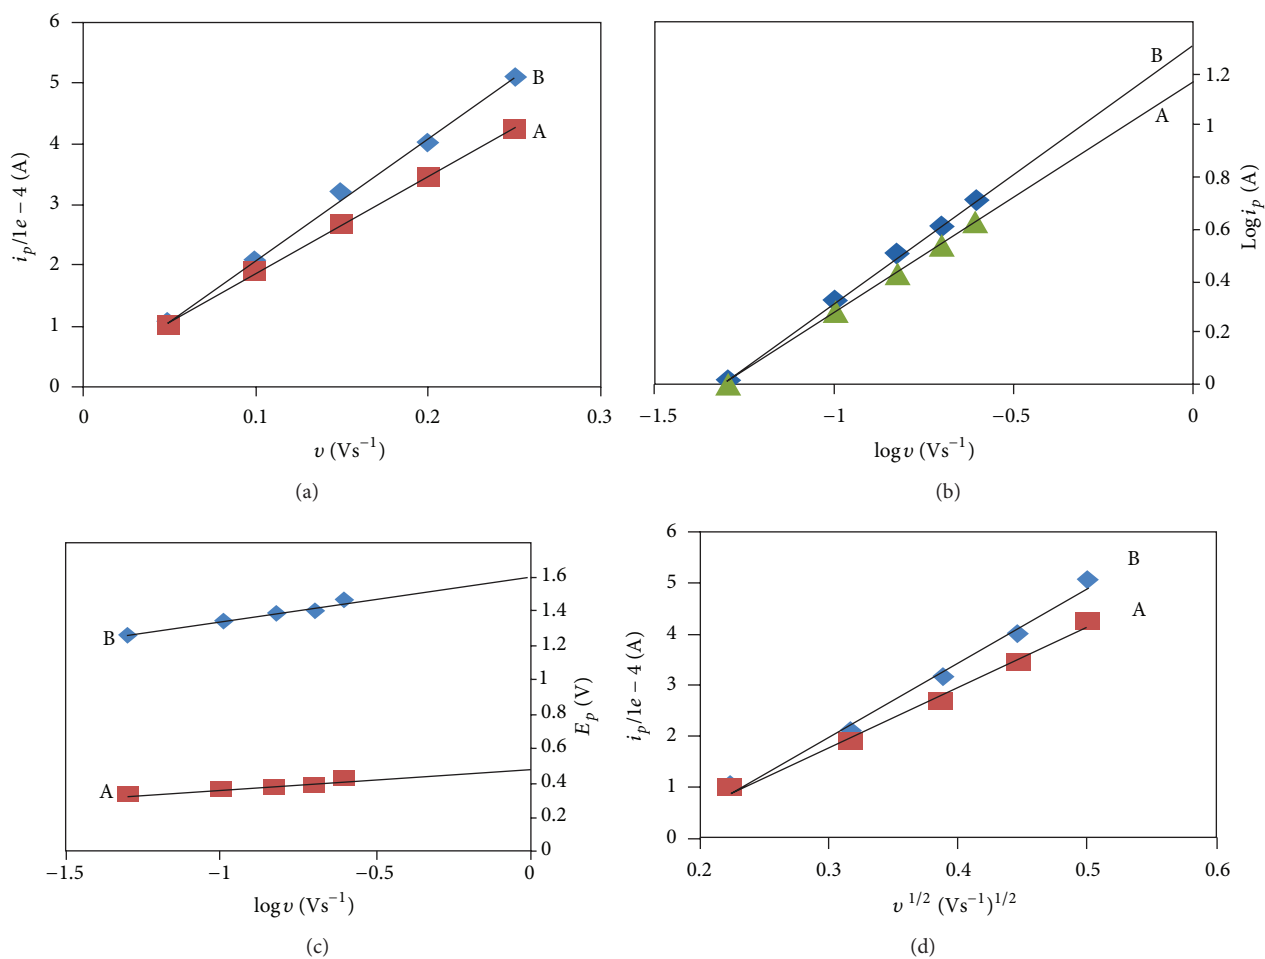 6
5
4
3
2
1
0
i_p/1e − 4 (A)
B
A
0 0.1 0.2 0.3
υ (Vs⁻¹)
(a)
B
A
1.2
1
0.8
0.6
0.4
0.2
0
Log i_p (A)
−1.5 −1 −0.5 0
log υ (Vs⁻¹)
(b)
B
A
1.6
1.4
1.2
1
0.8
0.6
0.4
0.2
0
E_p (V)
−1.5 −1 −0.5 0
log υ (Vs⁻¹)
(c)
6
5
4
3
2
1
0
i_p/1e − 4 (A)
B
A
0.2 0.3 0.4 0.5 0.6
υ^1/2 (Vs⁻¹)^1/2
(d)